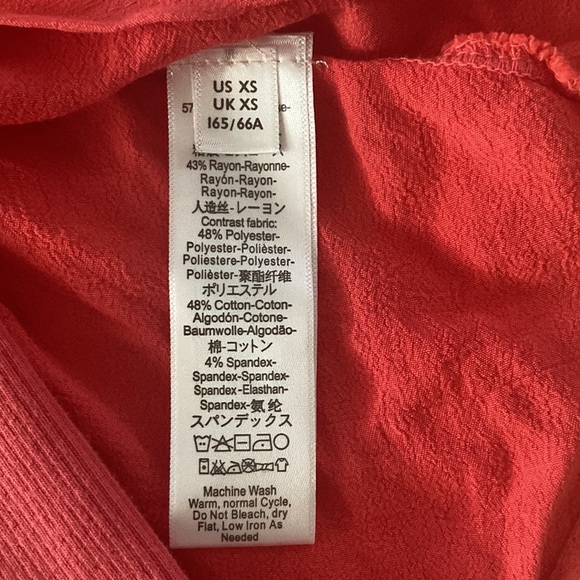 US XS
UK XS
165/66A
57
43% Rayon-Rayonne-
Rayón-Rayon-
Rayon-Rayon-
人造丝-レーヨン
Contrast fabric:
48% Polyester-
Polyester-Polièster-
Poliestere-Polyester-
Polièster-聚酯纤维
ポリエステル
48% Cotton-Coton-
Algodón-Cotone-
Baumwolle-Algodão-
棉-コットン
4% Spandex-
Spandex-Spandex-
Spandex-Elasthan-
Spandex-氨 纶
スパンデックス
Machine Wash
Warm, normal Cycle,
Do Not Bleach, dry
Flat, Low Iron As
Needed